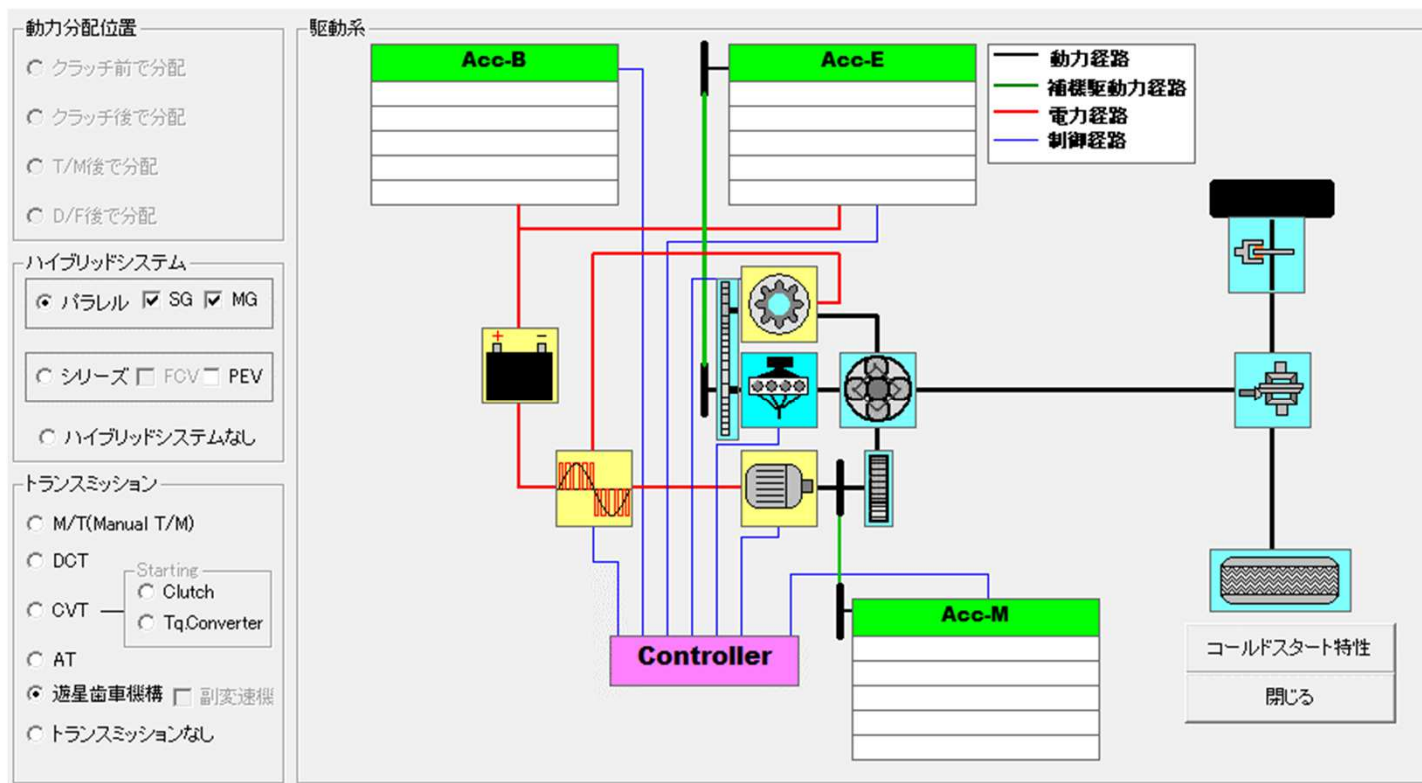 動力分配位置
クラッチ前で分配
クラッチ後で分配
T/M後で分配
D/F後で分配
ハイブリッドシステム
パラレル SG MG
シリーズ FCV PEV
ハイブリッドシステムなし
トランスミッション
M/T(Manual T/M)
DCT
Starting
Clutch
CVT
Tq.Converter
AT
遊星歯車機構 副変速機
トランスミッションなし
駆動系
Acc-B
Acc-E
動力経路
補機駆動力経路
電力経路
制御経路
+ −
Acc-M
Controller
コールドスタート特性
閉じる